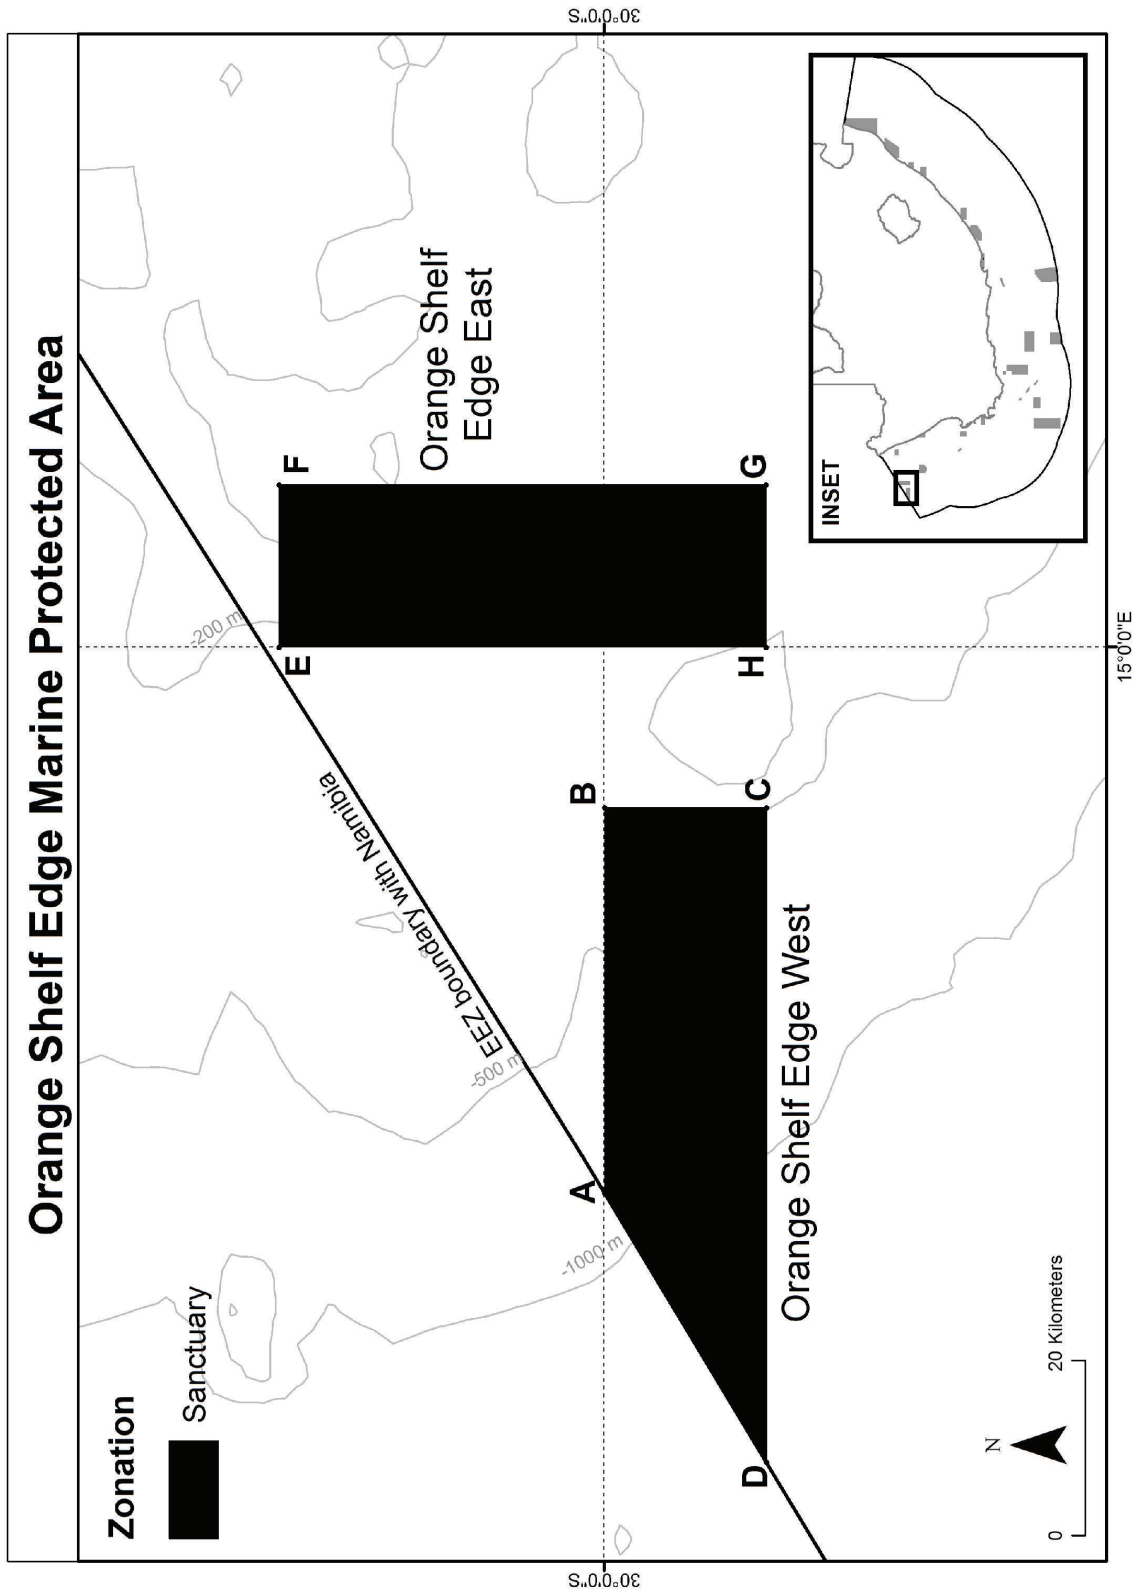 Orange Shelf Edge Marine Protected Area
Zonation
Sanctuary
-200 m
-500 m
-1000 m
EEZ boundary with Namibia
E
F
Orange Shelf
Edge East
A
B
30°0'0"S
30°0'0"S
D
C
H
G
Orange Shelf Edge West
INSET
N
0
20 Kilometers
15°0'0"E